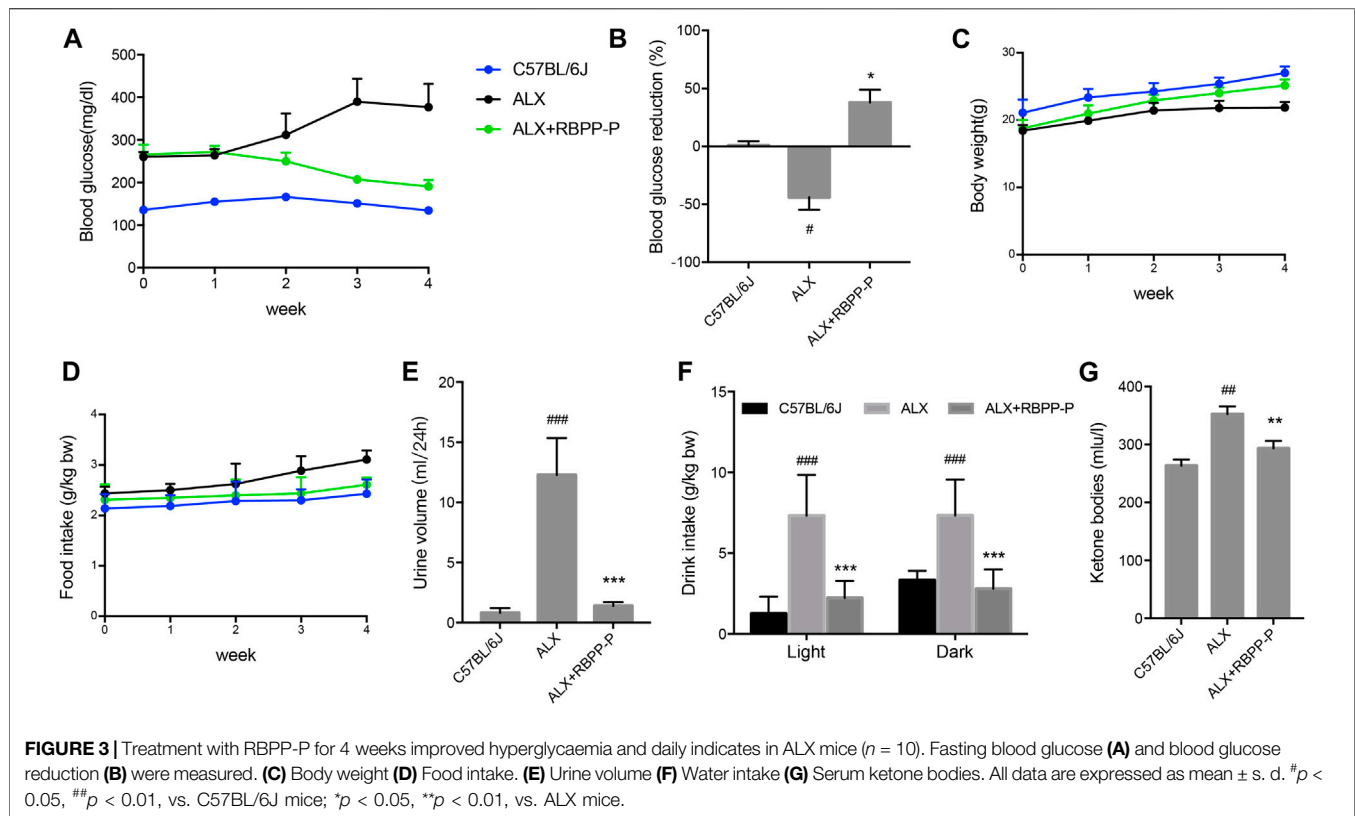 A
Blood glucose(mg/dl)
500
400
300
200
100
0
0 1 2 3 4
week
C57BL/6J
ALX
ALX+RBPP-P
B
Blood glucose reduction (%)
100
50
0
-50
-100
#
*
C57BL/6J
ALX
ALX+RBPP-P
C
Body weight(g)
30
20
10
0
0 1 2 3 4
week
D
Food intake (g/kg bw)
4
3
2
1
0
0 1 2 3 4
week
E
Urine volume (ml/24h)
20
15
10
5
0
###
***
C57BL/6J
ALX
ALX+RBPP-P
F
Drink intake (g/kg bw)
15
10
5
0
C57BL/6J ALX ALX+RBPP-P
### ###
*** ***
Light Dark
G
Ketone bodies (mlu/l)
400
300
200
100
0
##
**
C57BL/6J
ALX
ALX+RBPP-P
FIGURE 3 | Treatment with RBPP-P for 4 weeks improved hyperglycaemia and daily indicates in ALX mice (n = 10). Fasting blood glucose (A) and blood glucose
reduction (B) were measured. (C) Body weight (D) Food intake. (E) Urine volume (F) Water intake (G) Serum ketone bodies. All data are expressed as mean ± s. d. #p <
0.05, ##p < 0.01, vs. C57BL/6J mice; *p < 0.05, **p < 0.01, vs. ALX mice.